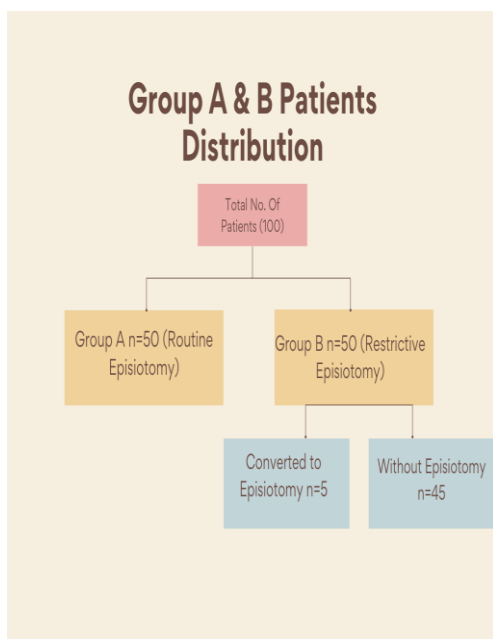 Group A & B Patients
Distribution
Total No. Of
Patients (100)
Group A n=50 (Routine
Episiotomy)
Group B n=50 (Restrictive
Episiotomy)
Converted to
Episiotomy n=5
Without Episiotomy
n=45